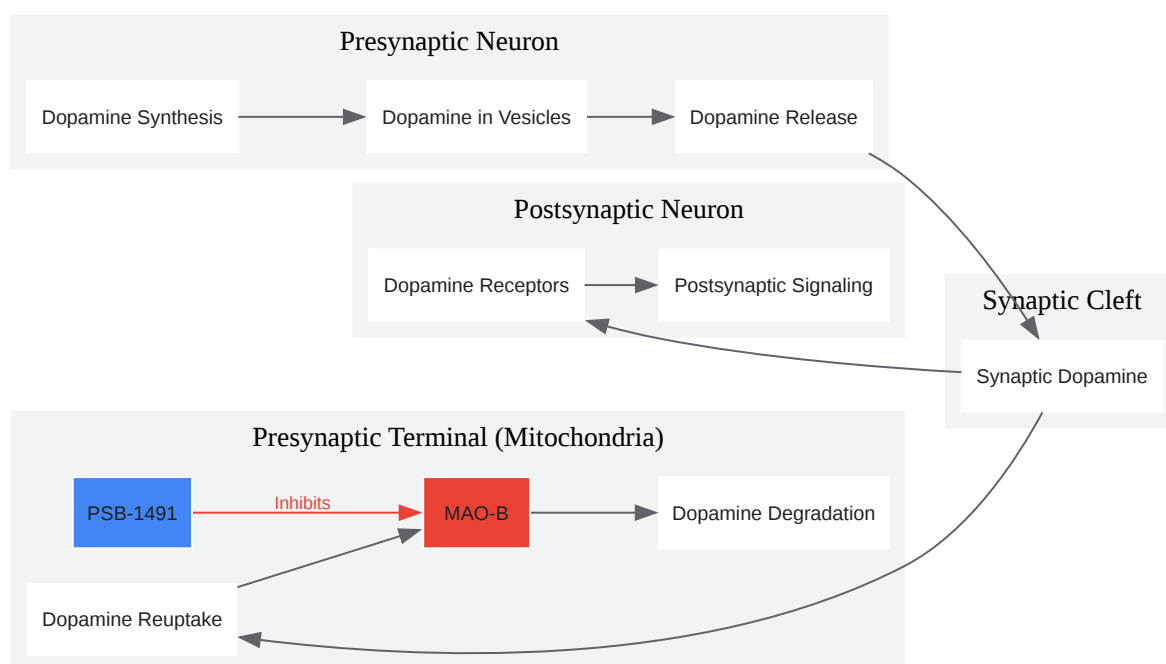 Presynaptic Neuron
Dopamine Synthesis
Dopamine in Vesicles
Dopamine Release
Postsynaptic Neuron
Dopamine Receptors
Postsynaptic Signaling
Synaptic Cleft
Synaptic Dopamine
Presynaptic Terminal (Mitochondria)
PSB-1491
Inhibits
MAO-B
Dopamine Degradation
Dopamine Reuptake